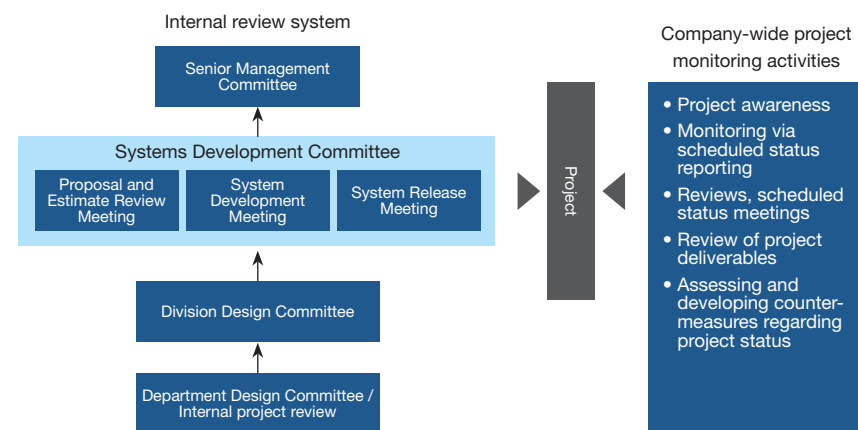 Internal review system
Senior Management
Committee
Systems Development Committee
Proposal and
Estimate Review
Meeting
System
Development
Meeting
System Release
Meeting
Division Design Committee
Department Design Committee /
Internal project review
Project
Company-wide project
monitoring activities
• Project awareness
• Monitoring via
scheduled status
reporting
• Reviews, scheduled
status meetings
• Review of project
deliverables
• Assessing and
developing counter-
measures regarding
project status